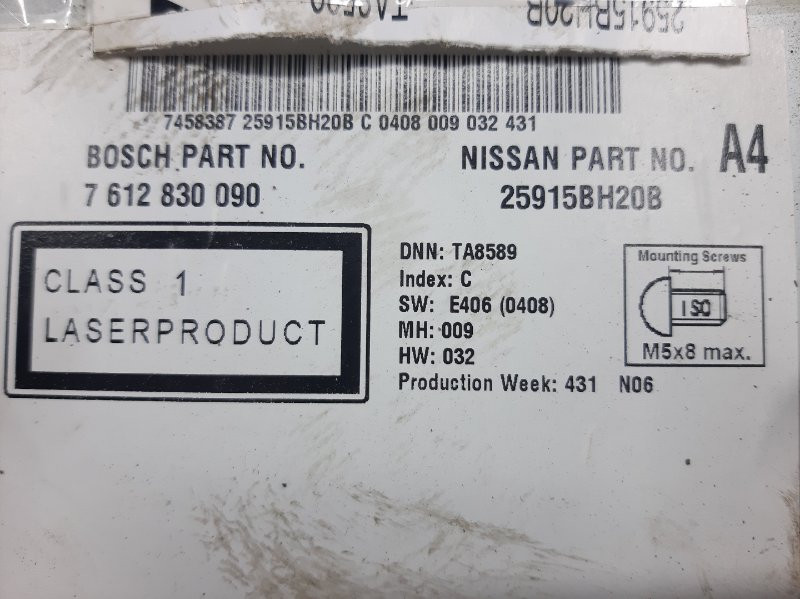 25915BH20B
7458387 25915BH20B C 0408 009 032 431
BOSCH PART NO.
7 612 830 090
NISSAN PART NO.
25915BH20B
A4
CLASS 1
LASERPRODUCT
DNN: TA8589
Index: C
SW: E406 (0408)
MH: 009
HW: 032
Production Week: 431 N06
Mounting Screws
ISO
M5x8 max.